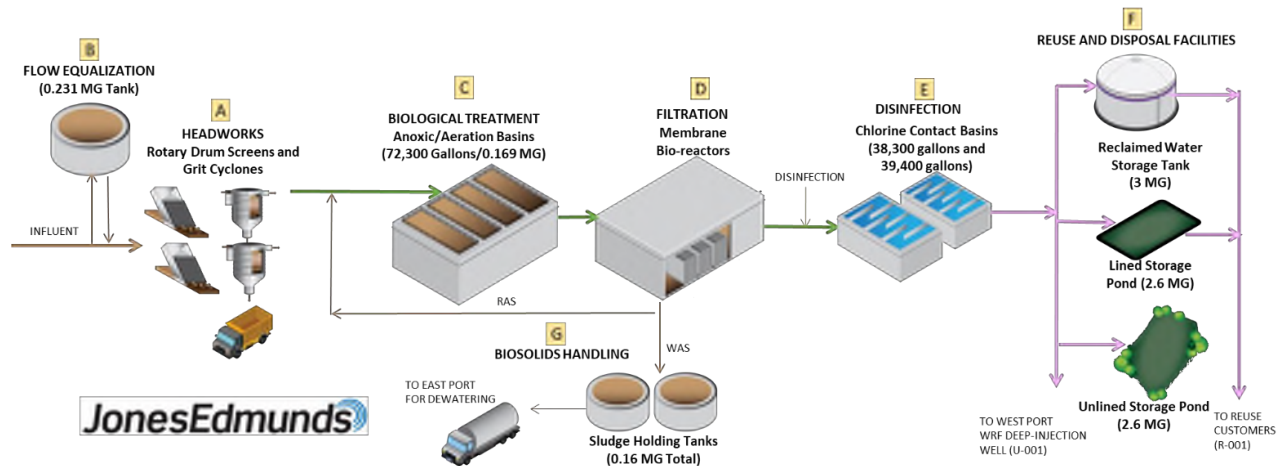 B
FLOW EQUALIZATION
(0.231 MG Tank)
A
HEADWORKS
Rotary Drum Screens and
Grit Cyclones
INFLUENT
C
BIOLOGICAL TREATMENT
Anoxic/Aeration Basins
(72,300 Gallons/0.169 MG)
D
FILTRATION
Membrane
Bio-reactors
DISINFECTION
E
DISINFECTION
Chlorine Contact Basins
(38,300 gallons and
39,400 gallons)
F
REUSE AND DISPOSAL FACILITIES
Reclaimed Water
Storage Tank
(3 MG)
Lined Storage
Pond (2.6 MG)
Unlined Storage Pond
(2.6 MG)
TO WEST PORT
WRF DEEP-INJECTION
WELL (U-001)
TO REUSE
CUSTOMERS
(R-001)
RAS
WAS
G
BIOSOLIDS HANDLING
TO EAST PORT
FOR DEWATERING
Sludge Holding Tanks
(0.16 MG Total)
JonesEdmunds